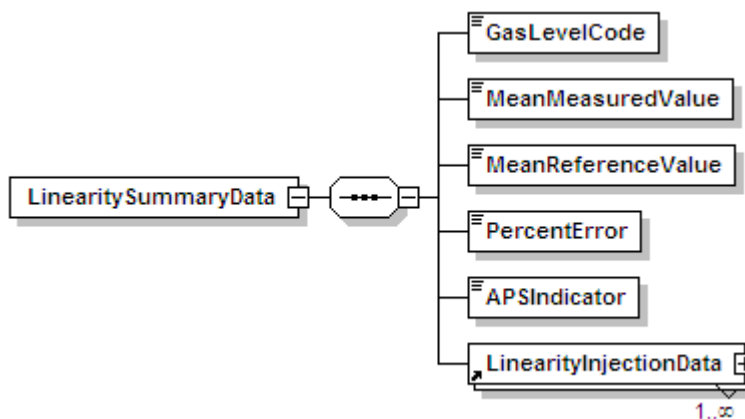 GasLevelCode
MeanMeasuredValue
MeanReferenceValue
LinearitySummaryData
PercentError
APSIndicator
LinearityInjectionData
1..∞